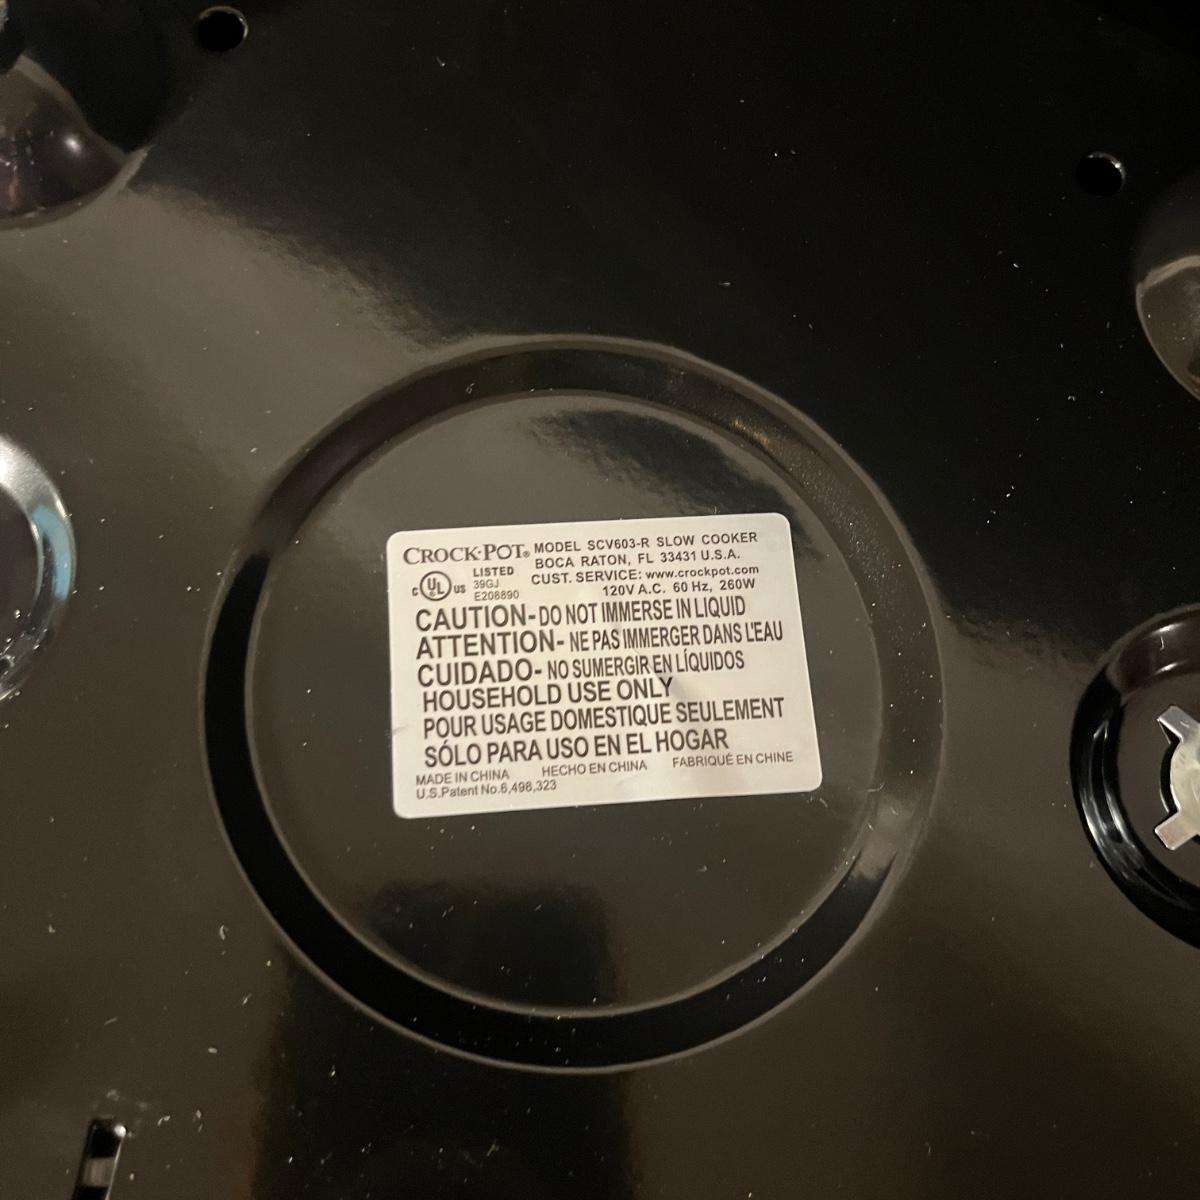 CROCK·POT® MODEL SCV603-R SLOW COOKER
BOCA RATON, FL 33431 U.S.A.
CUST. SERVICE: www.crockpot.com
120V A.C. 60 Hz, 260W
C UL US LISTED
39GJ
E208890
CAUTION-DO NOT IMMERSE IN LIQUID
ATTENTION- NE PAS IMMERGER DANS L'EAU
CUIDADO- NO SUMERGIR EN LÍQUIDOS
HOUSEHOLD USE ONLY
POUR USAGE DOMESTIQUE SEULEMENT
SÓLO PARA USO EN EL HOGAR
MADE IN CHINA HECHO EN CHINA FABRIQUÉ EN CHINE
U.S.Patent No.6,498,323